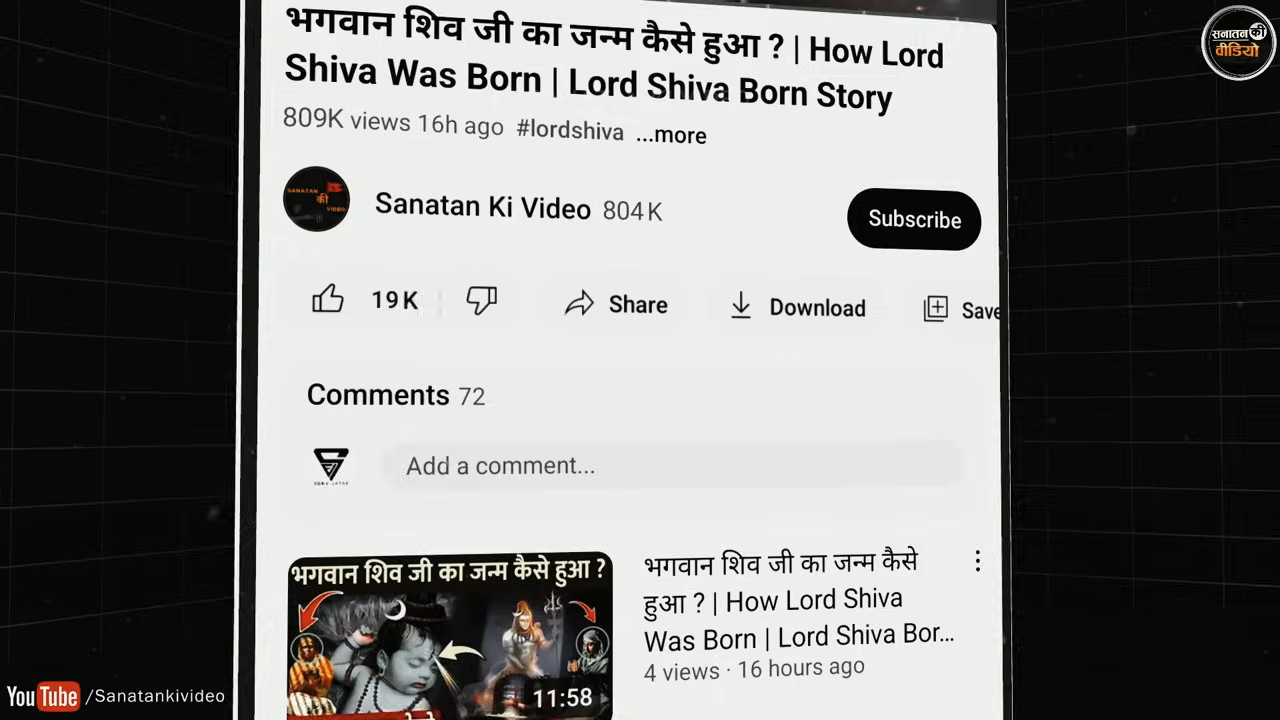 भगवान शिव जी का जन्म कैसे हुआ ? | How Lord
Shiva Was Born | Lord Shiva Born Story
809K views 16h ago #lordshiva ...more
सनातन की
वीडियो
SANATAN
की
VIDEO
Sanatan Ki Video 804K
Subscribe
19K
Share
Download
Save
Comments 72
Add a comment...
भगवान शिव जी का जन्म कैसे हुआ ?
11:58
भगवान शिव जी का जन्म कैसे
हुआ ? | How Lord Shiva
Was Born | Lord Shiva Bor...
4 views · 16 hours ago
YouTube /Sanatankivideo